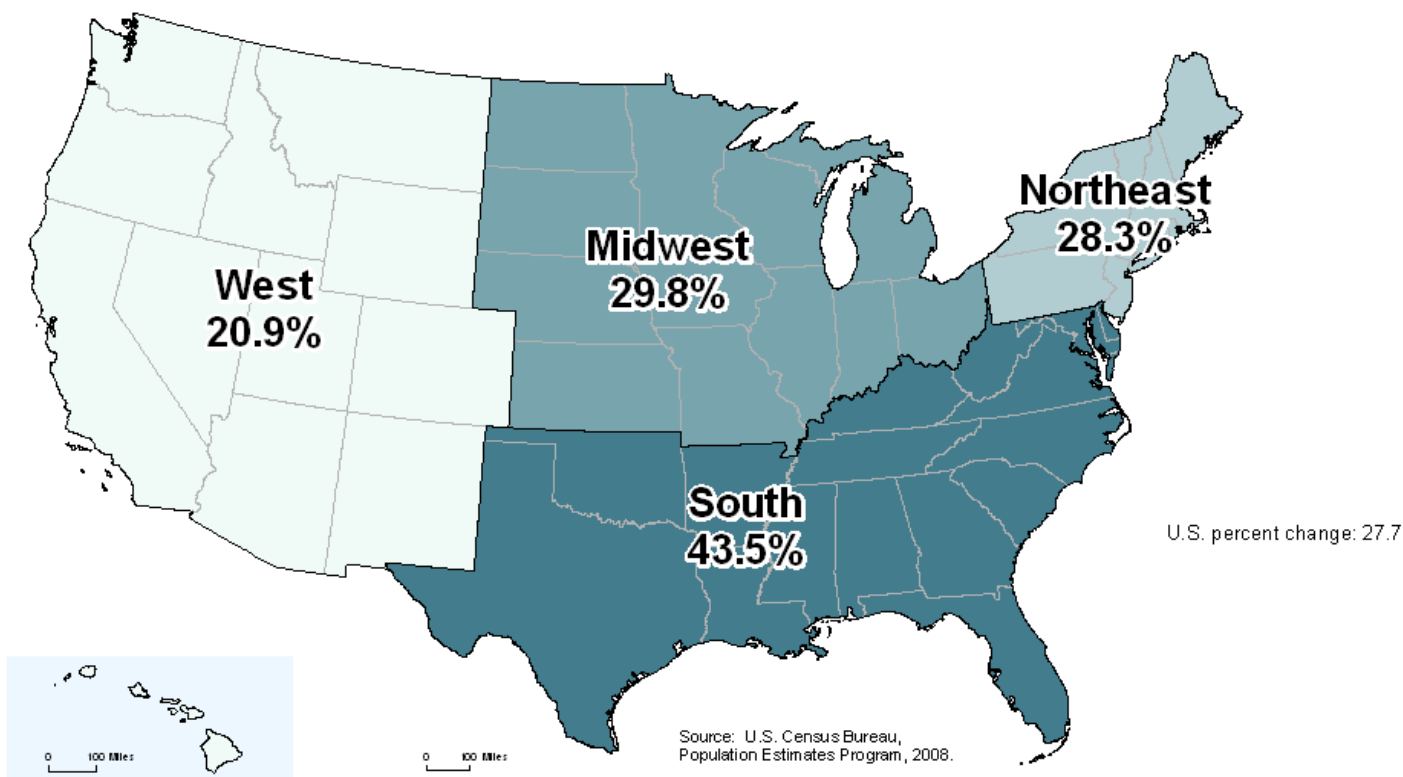 Northeast
28.3%
Midwest
29.8%
West
20.9%
South
43.5%
U.S. percent change: 27.7
Source: U.S. Census Bureau,
Population Estimates Program, 2008.
0 100 Miles
0 100 Miles